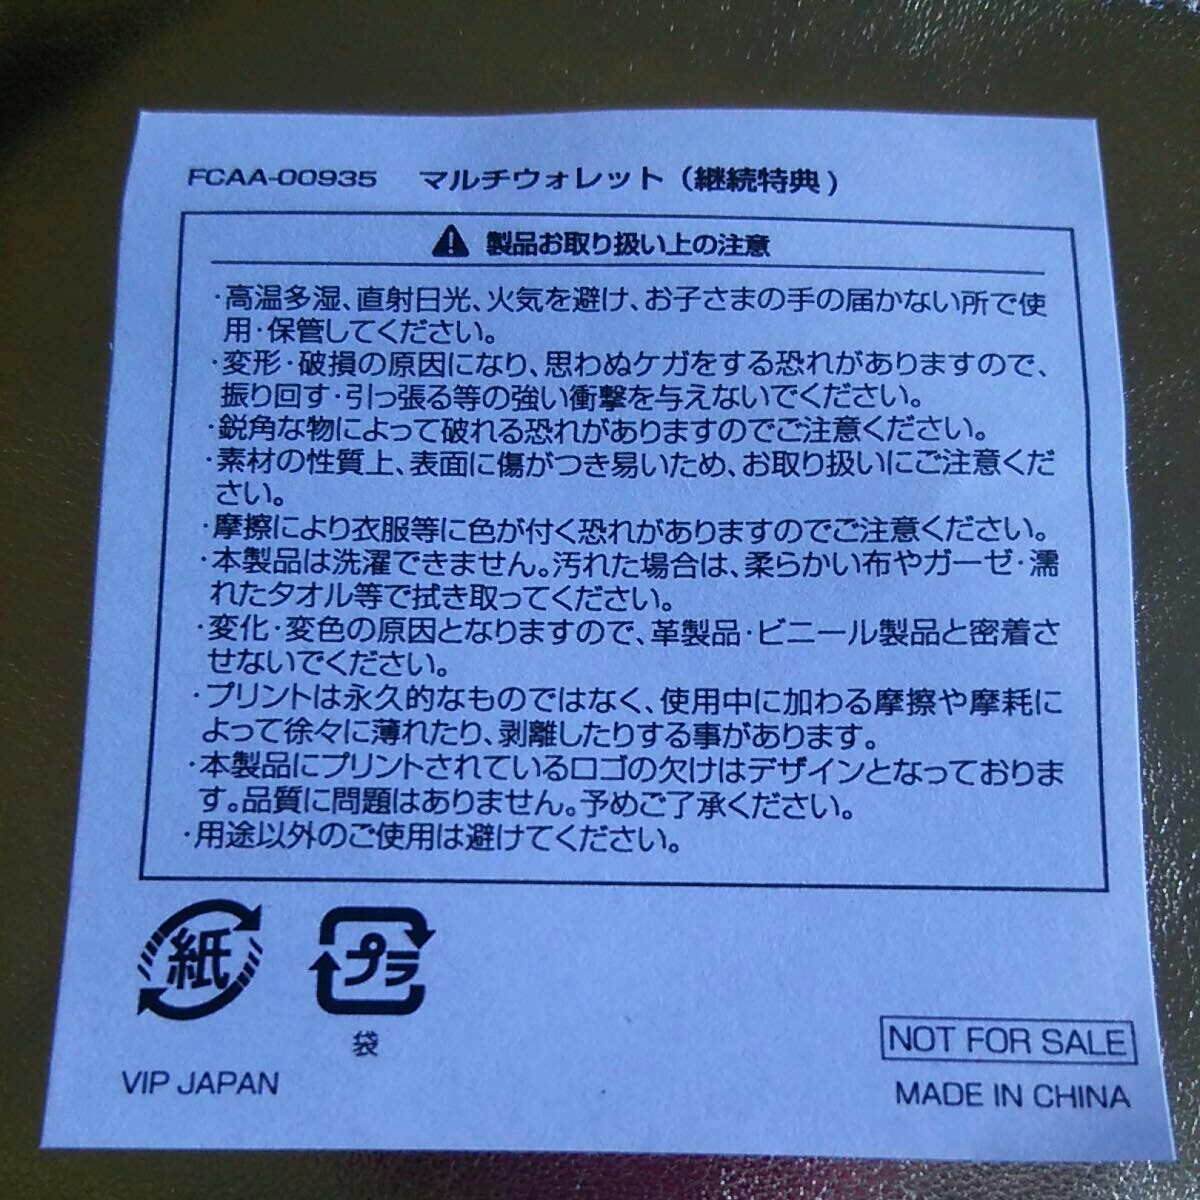 FCAA-00935 マルチウォレット（継続特典)
製品お取り扱い上の注意
・高温多湿、直射日光、火気を避け、お子さまの手の届かない所で使
用・保管してください。
・変形・破損の原因になり、思わぬケガをする恐れがありますので、
振り回す・引っ張る等の強い衝撃を与えないでください。
・鋭角な物によって破れる恐れがありますのでご注意ください。
・素材の性質上、表面に傷がつき易いため、お取り扱いにご注意くだ
さい。
・摩擦により衣服等に色が付く恐れがありますのでご注意ください。
・本製品は洗濯できません。汚れた場合は、柔らかい布やガーゼ・濡
れたタオル等で拭き取ってください。
・変化・変色の原因となりますので、革製品・ビニール製品と密着さ
せないでください。
・プリントは永久的なものではなく、使用中に加わる摩擦や摩耗に
よって徐々に薄れたり、剥離したりする事があります。
・本製品にプリントされているロゴの欠けはデザインとなっておりま
す。品質に問題はありません。予めご了承ください。
・用途以外のご使用は避けてください。
紙
プラ
袋
VIP JAPAN
NOT FOR SALE
MADE IN CHINA